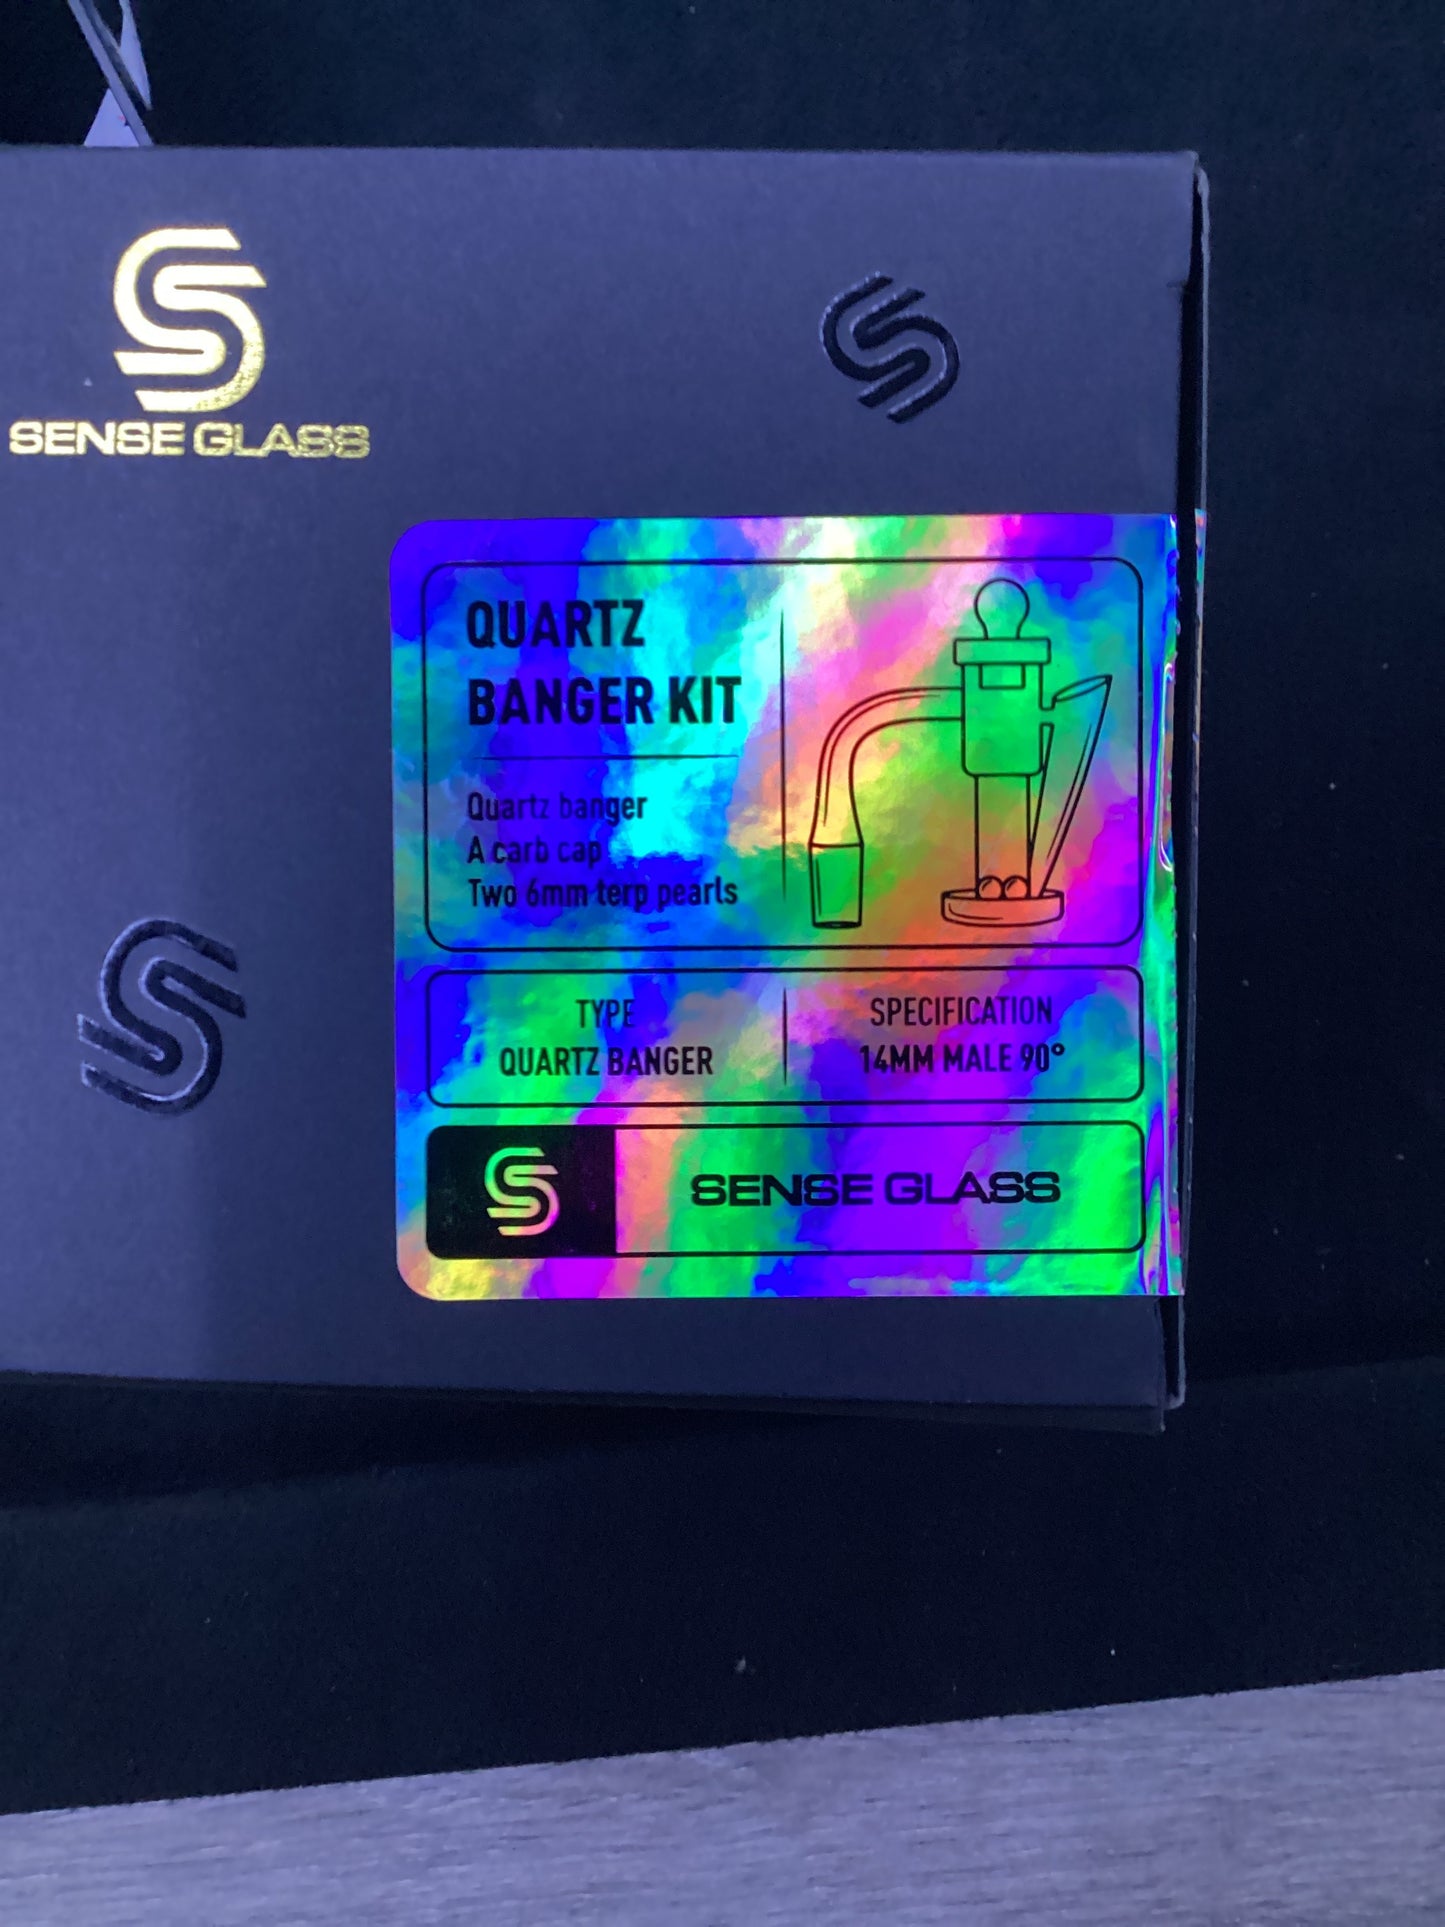 SENSE GLASS
QUARTZ
BANGER KIT
Quartz banger
A carb cap
Two 6mm terp pearls
TYPE
QUARTZ BANGER
SPECIFICATION
14MM MALE 90°
SENSE GLASS